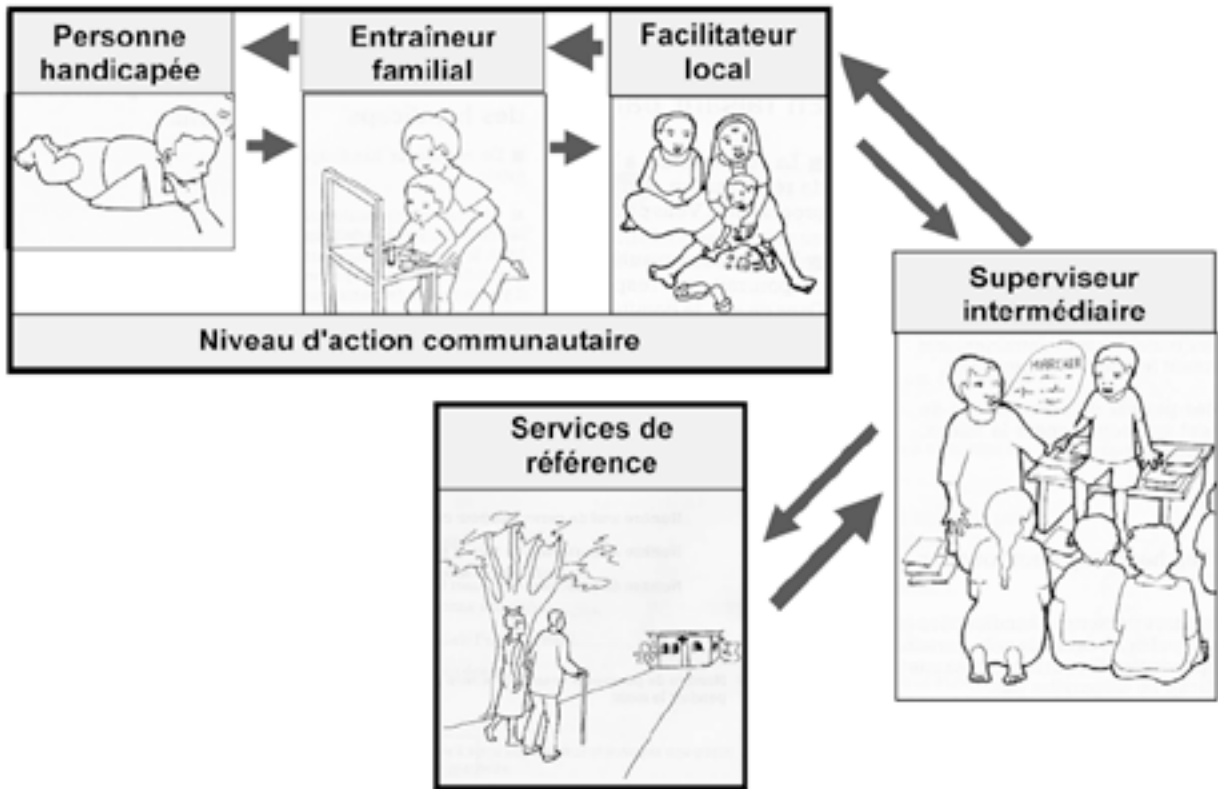 Personne
handicapée
Entraîneur
familial
Facilitateur
local
Niveau d'action communautaire
Superviseur
intermédiaire
MARCHER
Services de
référence